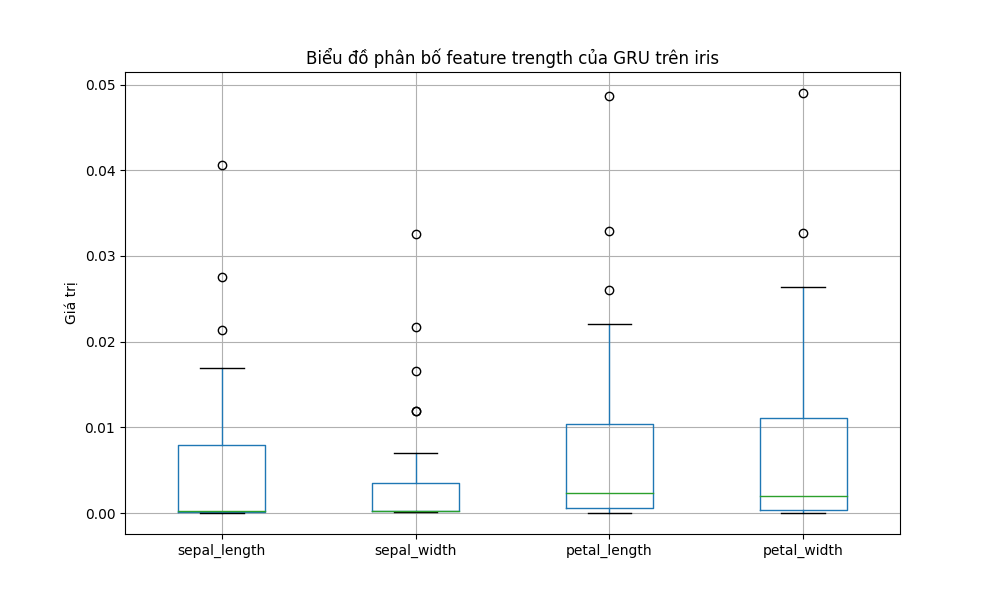 Biểu đồ phân bố feature trength của GRU trên iris
0.05
0.04
0.03
0.02
0.01
0.00
Giá trị
sepal_length
sepal_width
petal_length
petal_width